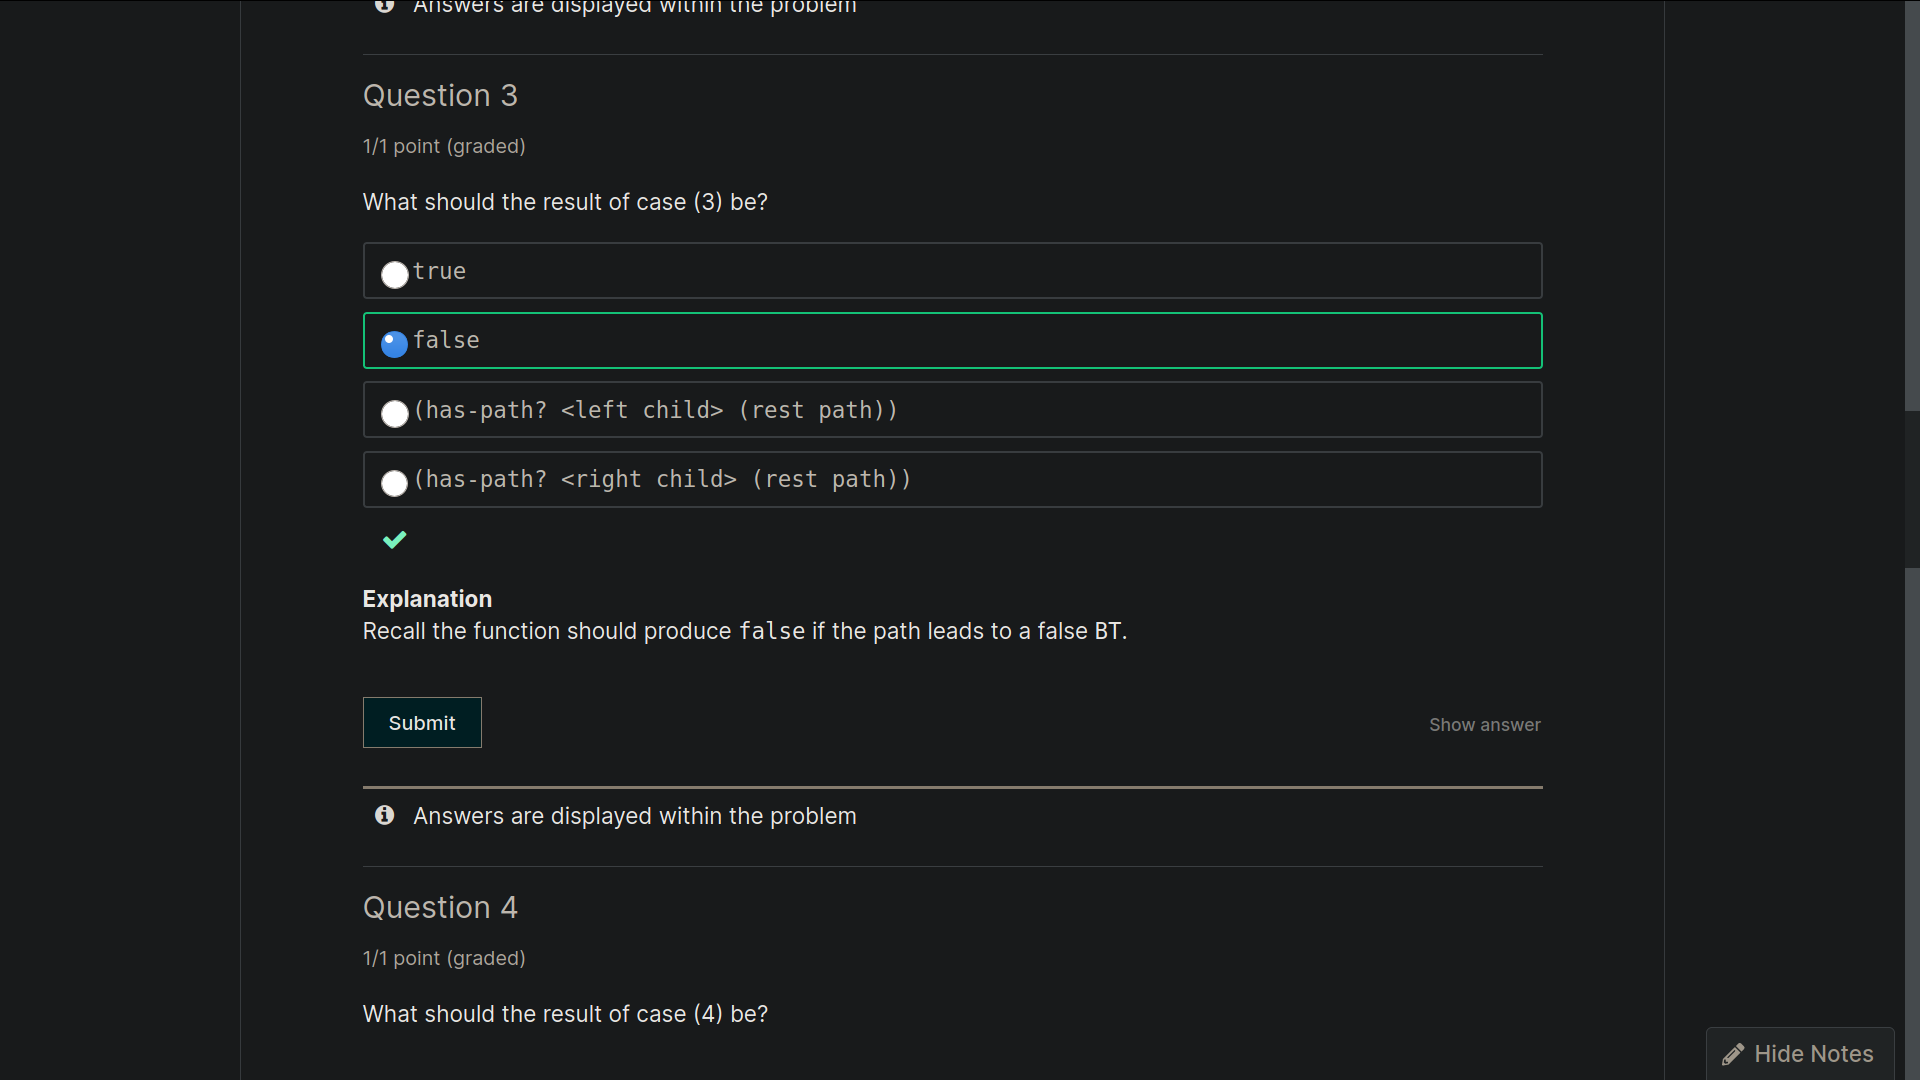 Answers are displayed within the problem
Question 3
1/1 point (graded)
What should the result of case (3) be?
true
false
(has-path? <left child> (rest path))
(has-path? <right child> (rest path))
Explanation
Recall the function should produce false if the path leads to a false BT.
Submit
Show answer
Answers are displayed within the problem
Question 4
1/1 point (graded)
What should the result of case (4) be?
Hide Notes